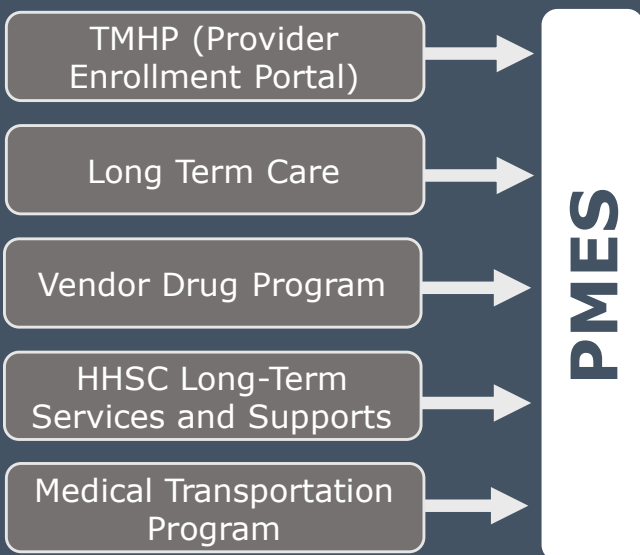 TMHP (Provider
Enrollment Portal)
Long Term Care
Vendor Drug Program
HHSC Long-Term
Services and Supports
Medical Transportation
Program
PMES